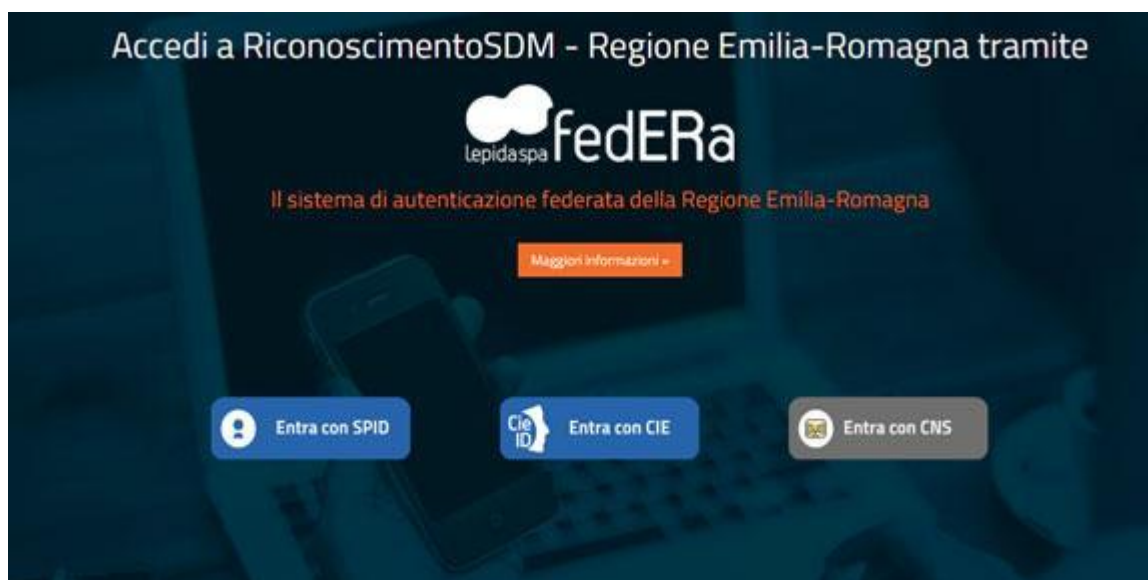 Accedi a RiconoscimentoSDM - Regione Emilia-Romagna tramite
lepidaspa fedERa
Il sistema di autenticazione federata della Regione Emilia-Romagna
Maggiori informazioni »
Entra con SPID
Cie ID Entra con CIE
Entra con CNS